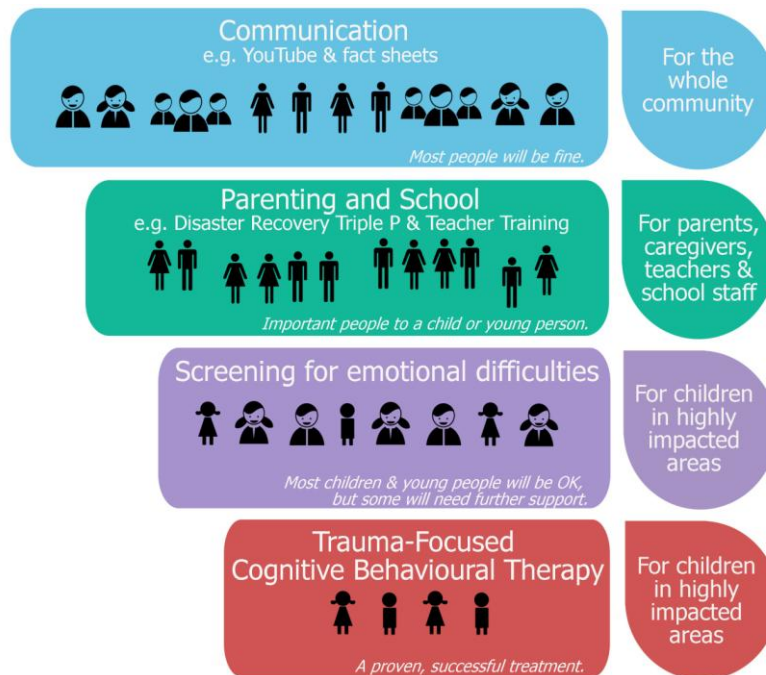 Communication
e.g. YouTube & fact sheets
Most people will be fine.
For the
whole
community
Parenting and School
e.g. Disaster Recovery Triple P & Teacher Training
Important people to a child or young person.
For parents,
caregivers,
teachers &
school staff
Screening for emotional difficulties
Most children & young people will be OK,
but some will need further support.
For children
in highly
impacted
areas
Trauma-Focused
Cognitive Behavioural Therapy
A proven, successful treatment.
For children
in highly
impacted
areas